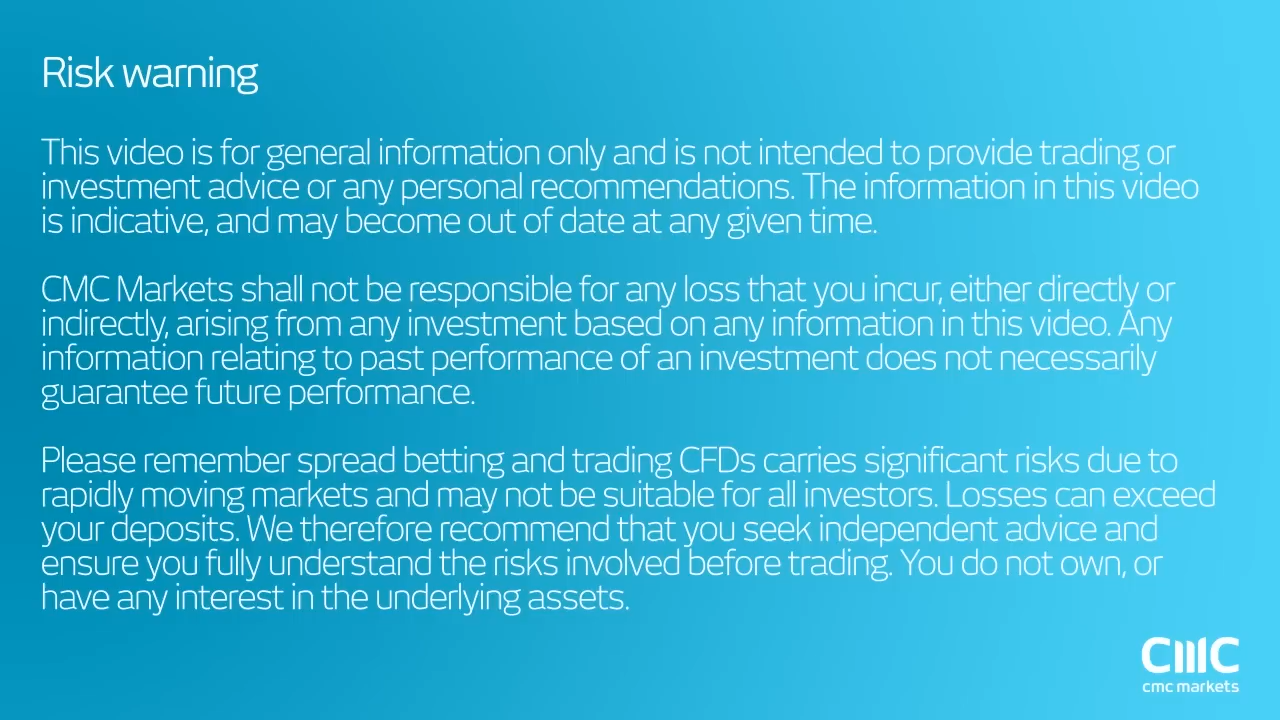 Risk warning
This video is for general information only and is not intended to provide trading or
investment advice or any personal recommendations. The information in this video
is indicative, and may become out of date at any given time.
CMC Markets shall not be responsible for any loss that you incur, either directly or
indirectly, arising from any investment based on any information in this video. Any
information relating to past performance of an investment does not necessarily
guarantee future performance.
Please remember spread betting and trading CFDs carries significant risks due to
rapidly moving markets and may not be suitable for all investors. Losses can exceed
your deposits. We therefore recommend that you seek independent advice and
ensure you fully understand the risks involved before trading. You do not own, or
have any interest in the underlying assets.
CMC
cmc markets